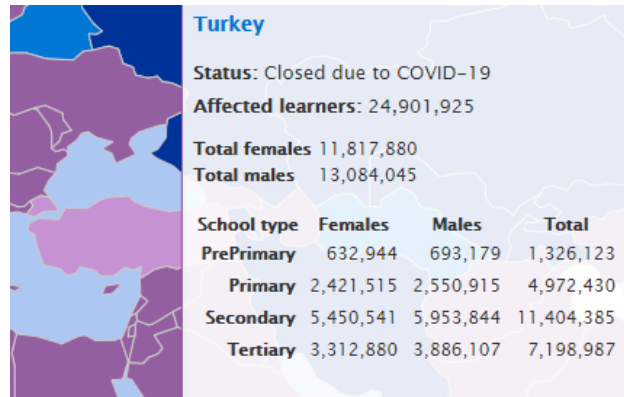 Turkey
Status: Closed due to COVID-19
Affected learners: 24,901,925
Total females 11,817,880
Total males 13,084,045
School type Females Males Total
PrePrimary 632,944 693,179 1,326,123
Primary 2,421,515 2,550,915 4,972,430
Secondary 5,450,541 5,953,844 11,404,385
Tertiary 3,312,880 3,886,107 7,198,987